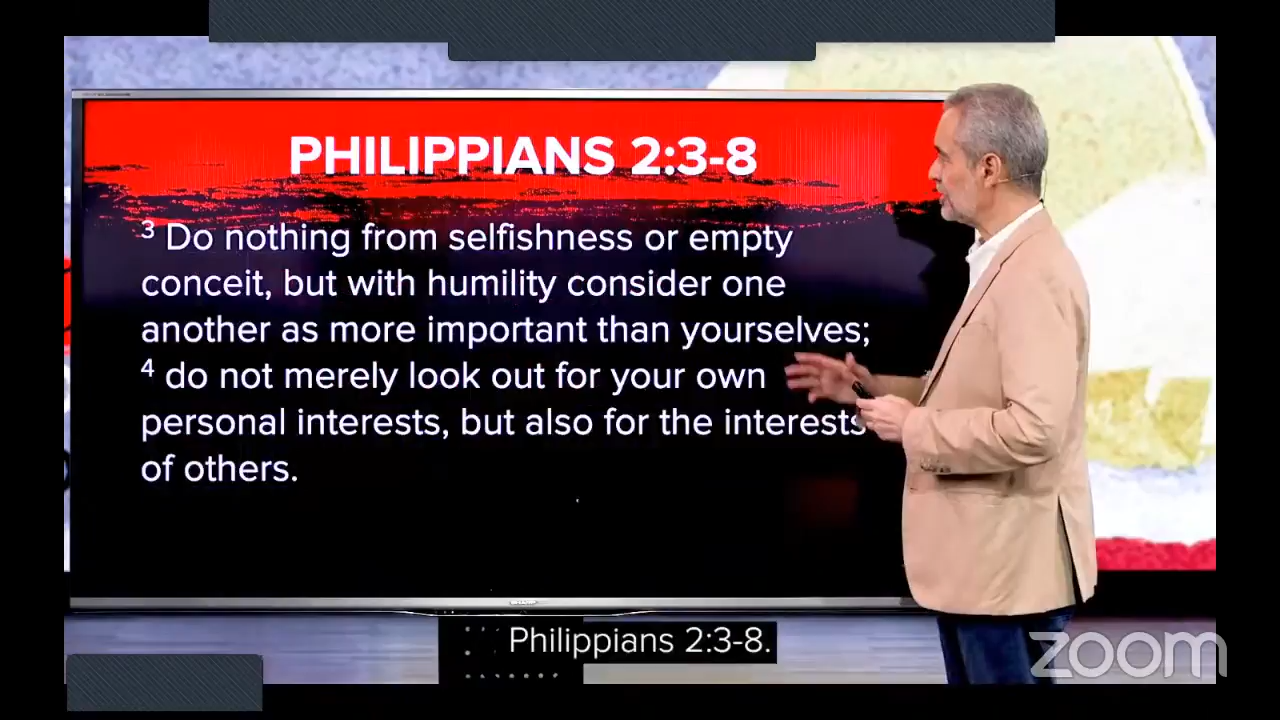 PHILIPPIANS 2:3-8
3 Do nothing from selfishness or empty
conceit, but with humility consider one
another as more important than yourselves;
4 do not merely look out for your own
personal interests, but also for the interests
of others.
Philippians 2:3-8.
zoom